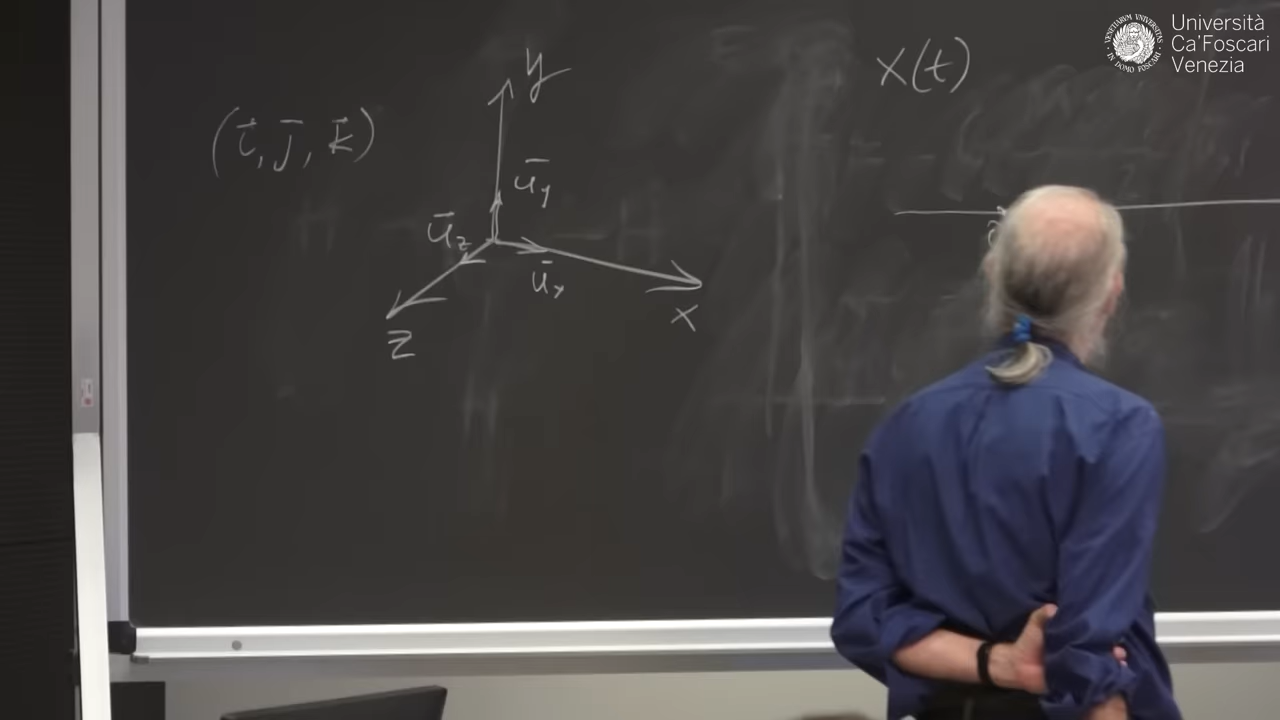 (i⃗, j̄, k⃗)
y
ū_y
ū_z
ū_x
x
z
x(t)
Università
Ca'Foscari
Venezia